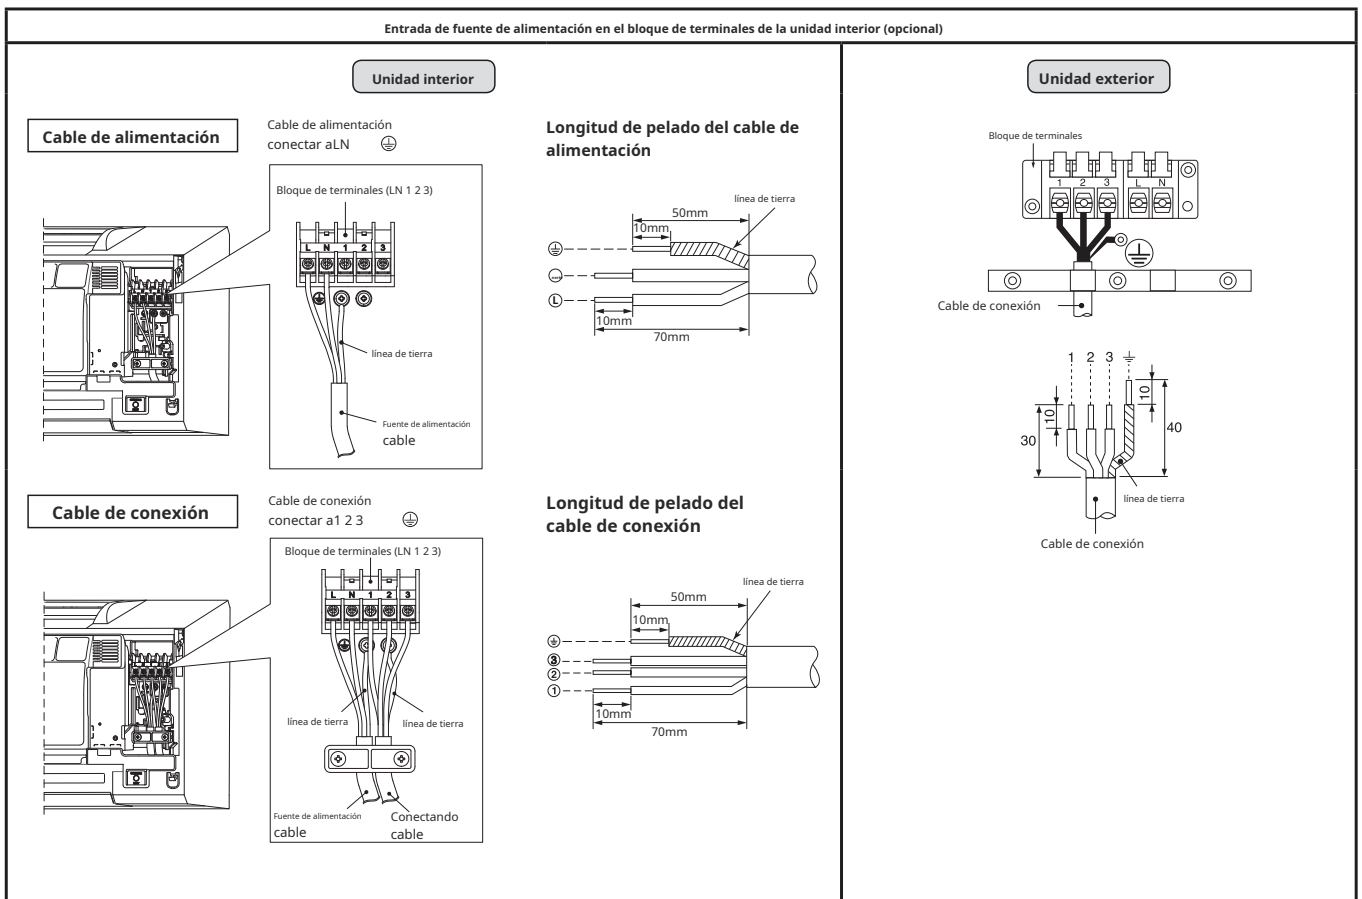 Entrada de fuente de alimentación en el bloque de terminales de la unidad interior (opcional)
Unidad interior
Cable de alimentación
Cable de alimentación
conectar aLN
Bloque de terminales (LN 1 2 3)
L N 1 2 3
línea de tierra
Fuente de alimentación
cable
Longitud de pelado del cable de
alimentación
línea de tierra
50mm
10mm
L
10mm
70mm
Cable de conexión
Cable de conexión
conectar a1 2 3
Bloque de terminales (LN 1 2 3)
L N 1 2 3
línea de tierra
línea de tierra
Fuente de alimentación
cable
Conectando
cable
Longitud de pelado del
cable de conexión
línea de tierra
50mm
10mm
3
2
1
10mm
70mm
Unidad exterior
Bloque de terminales
1 2 3 L N
Cable de conexión
1 2 3
10
10
30
40
línea de tierra
Cable de conexión